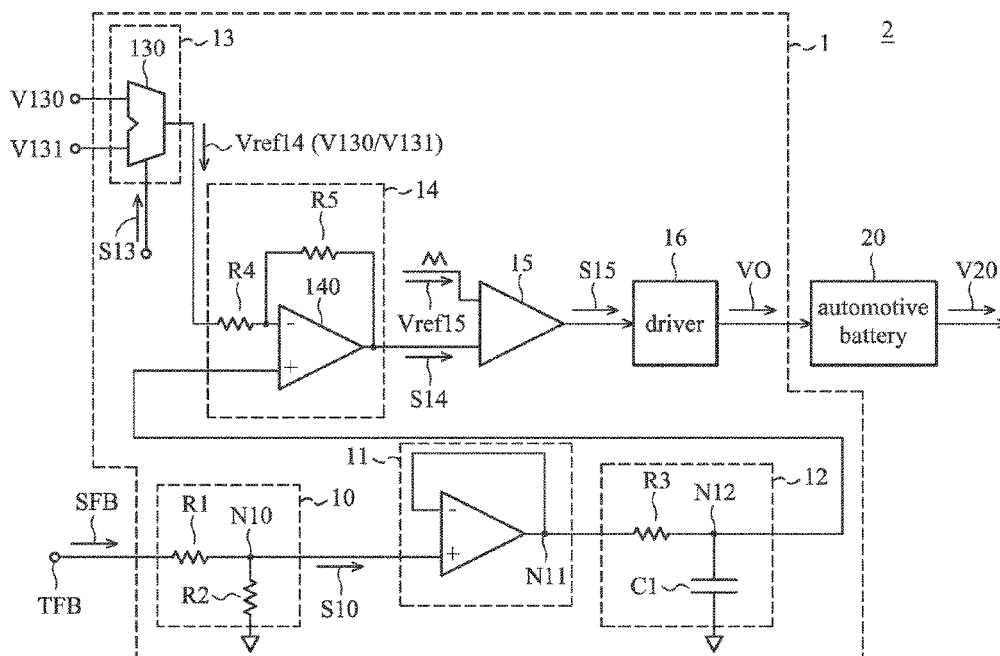 2
130
13
1
V130
V131
Vref14 (V130/V131)
S13
14
R5
R4
140
-
+
Vref15
15
S15
16
driver
VO
20
automotive
battery
V20
S14
11
-
+
N11
12
R3
N12
C1
SFB
TFB
R1
N10
10
R2
S10